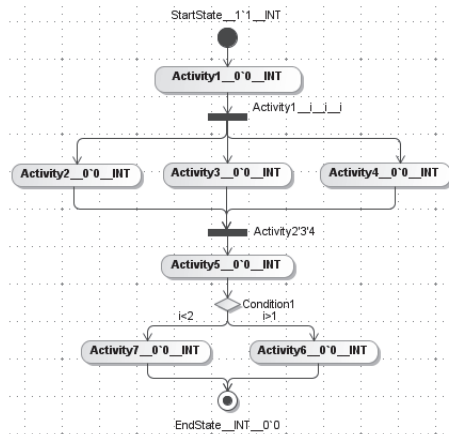 StartState__1`1__INT
Activity1__0`0__INT
Activity1__i__i__i
Activity2__0`0__INT
Activity3__0`0__INT
Activity4__0`0__INT
Activity2'3'4
Activity5__0`0__INT
Condition1
i<2
i>1
Activity7__0`0__INT
Activity6__0`0__INT
EndState__INT__0`0